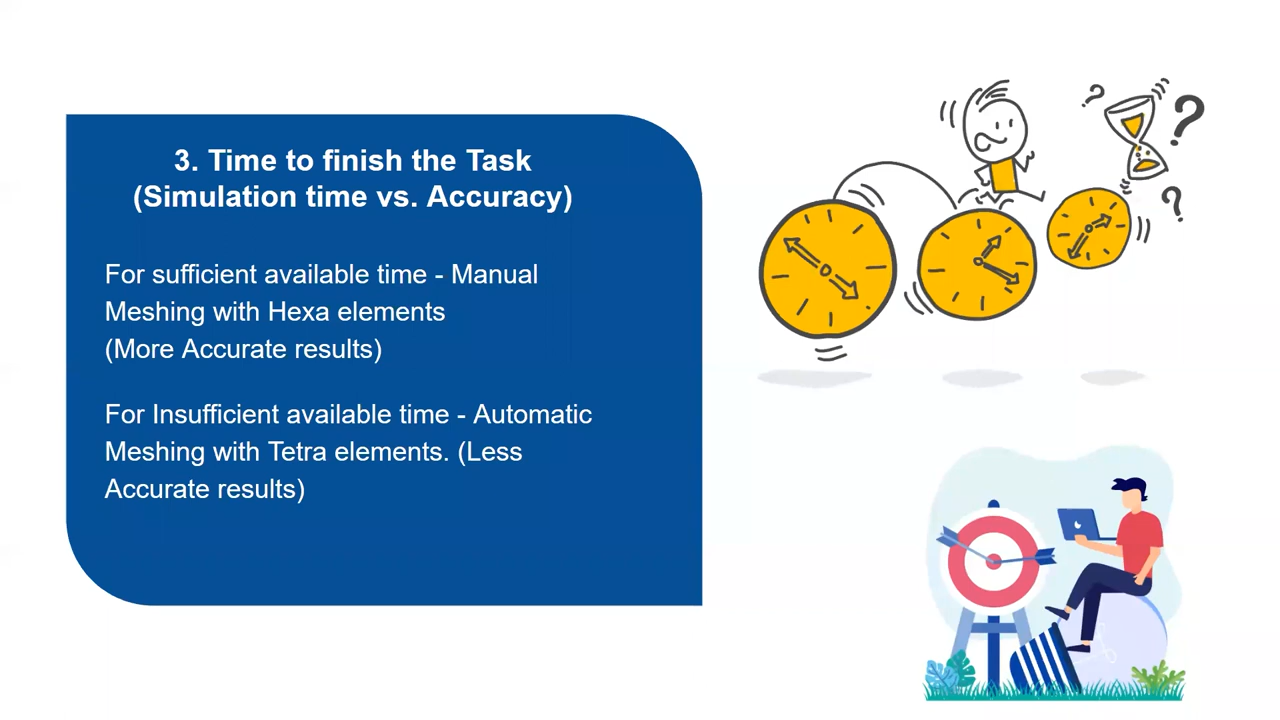 3. Time to finish the Task
(Simulation time vs. Accuracy)
For sufficient available time - Manual
Meshing with Hexa elements
(More Accurate results)
For Insufficient available time - Automatic
Meshing with Tetra elements. (Less
Accurate results)
?
?
?